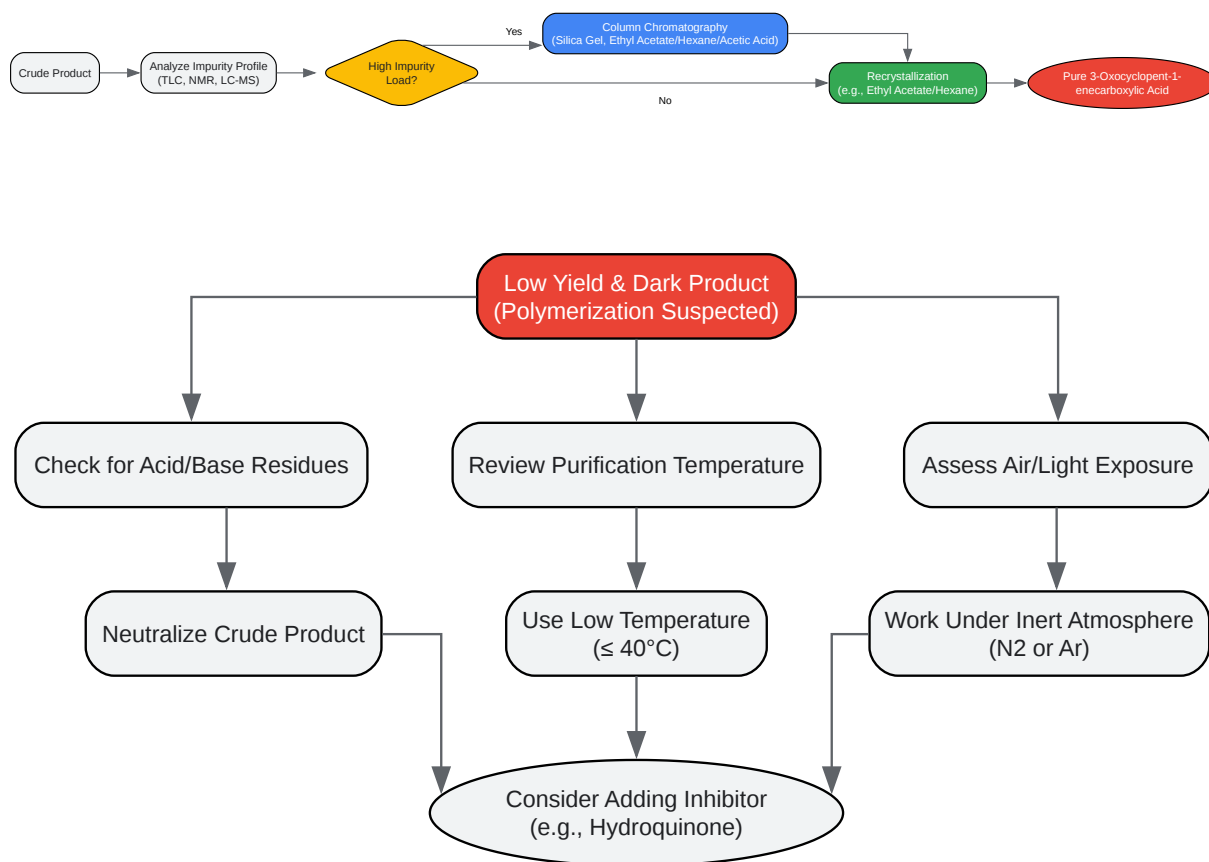 Yes
Column Chromatography
(Silica Gel, Ethyl Acetate/Hexane/Acetic Acid)
Crude Product
Analyze Impurity Profile
(TLC, NMR, LC-MS)
High Impurity
Load?
Recrystallization
(e.g., Ethyl Acetate/Hexane)
Pure 3-Oxocyclopent-1-
enecarboxylic Acid
No
Low Yield & Dark Product
(Polymerization Suspected)
Check for Acid/Base Residues
Review Purification Temperature
Assess Air/Light Exposure
Neutralize Crude Product
Use Low Temperature
(≤ 40°C)
Work Under Inert Atmosphere
(N2 or Ar)
Consider Adding Inhibitor
(e.g., Hydroquinone)